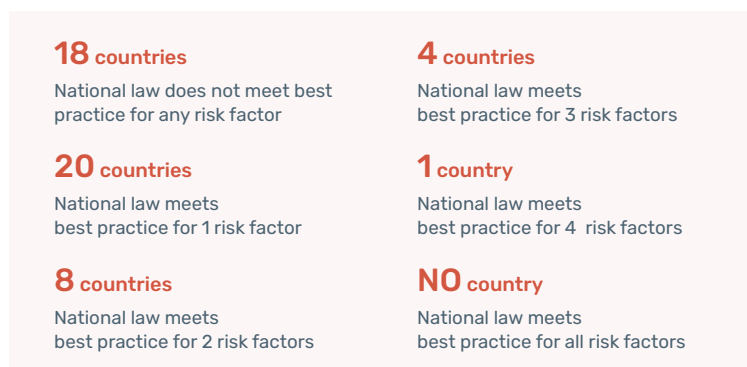 18 countries
National law does not meet best
practice for any risk factor
20 countries
National law meets
best practice for 1 risk factor
8 countries
National law meets
best practice for 2 risk factors
4 countries
National law meets
best practice for 3 risk factors
1 country
National law meets
best practice for 4  risk factors
NO country
National law meets
best practice for all risk factors